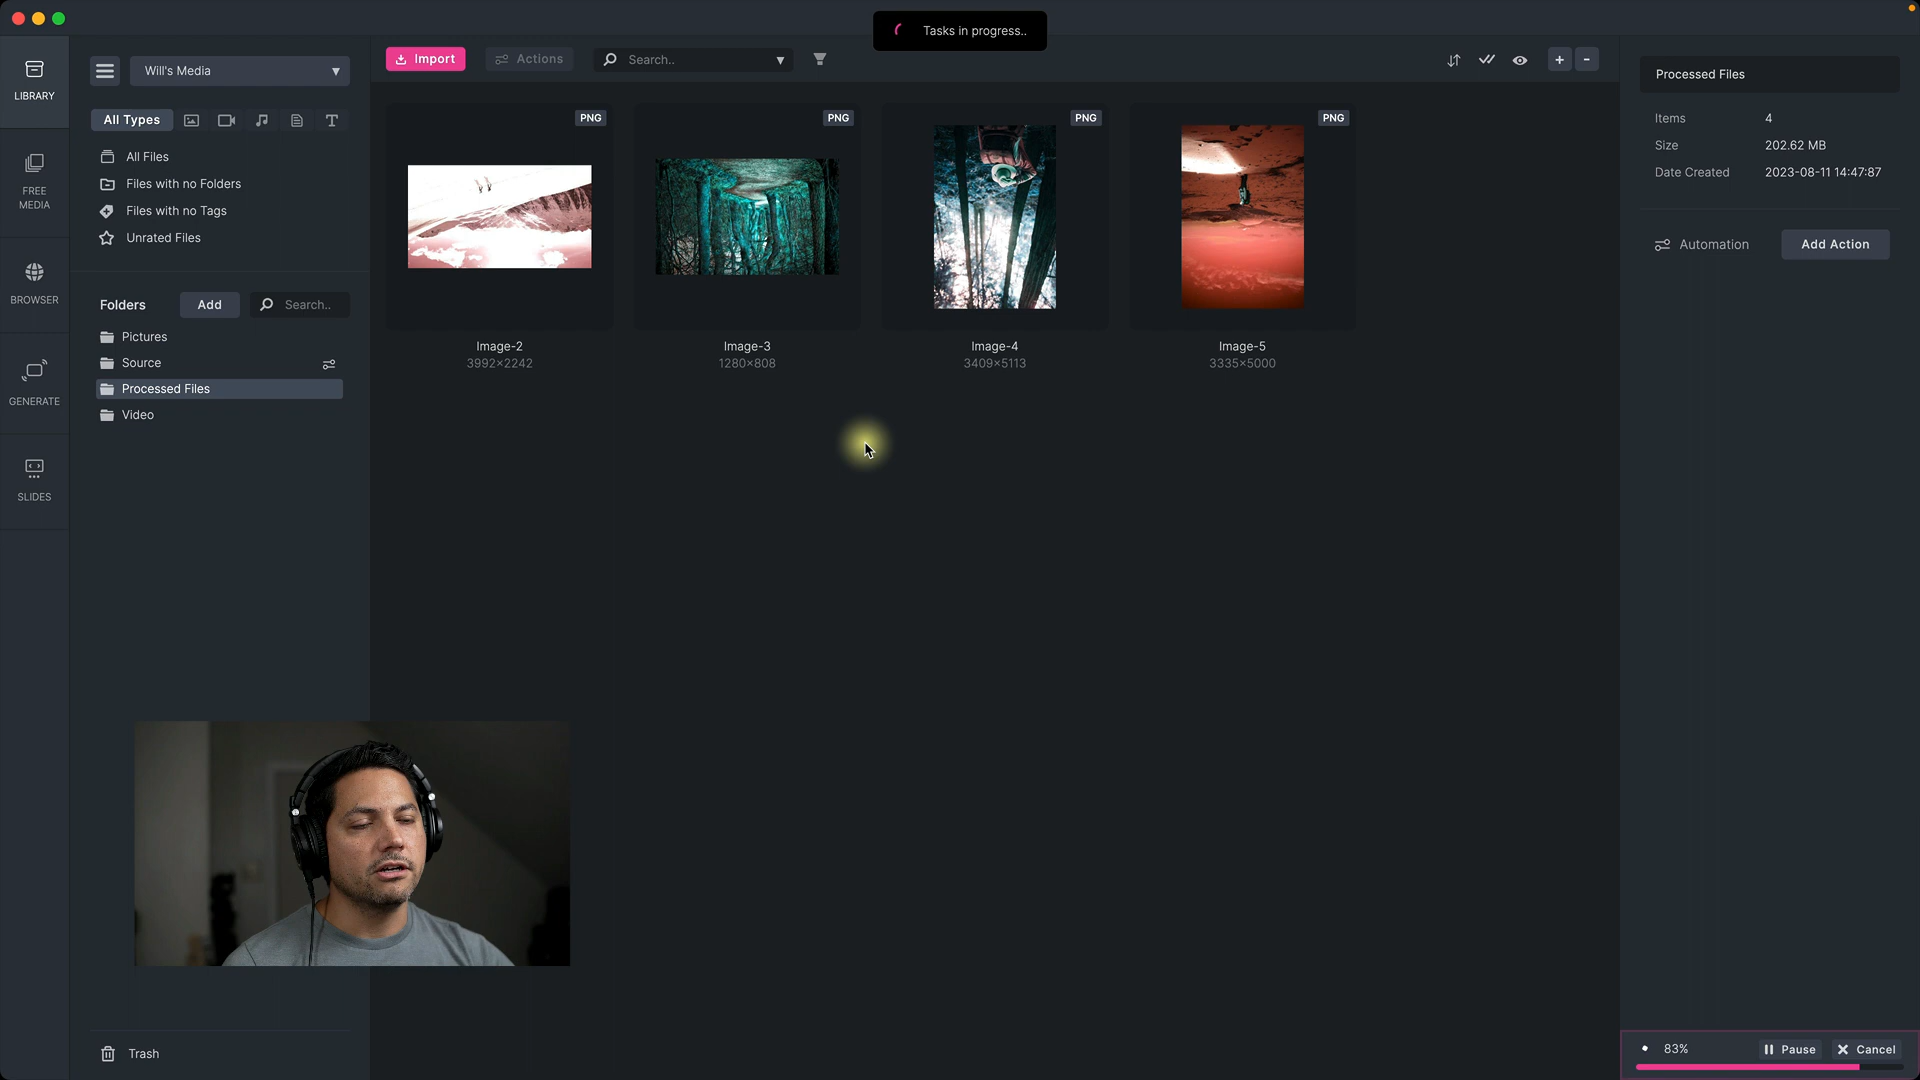 Tasks in progress..
LIBRARY
FREE
MEDIA
BROWSER
GENERATE
SLIDES
Will's Media
All Types
All Files
Files with no Folders
Files with no Tags
Unrated Files
Folders
Add
Search..
Pictures
Source
Processed Files
Video
Trash
Import
Actions
Search..
PNG
Image-2
3992×2242
PNG
Image-3
1280×808
PNG
Image-4
3409×5113
PNG
Image-5
3335×5000
Processed Files
Items 4
Size 202.62 MB
Date Created 2023-08-11 14:47:87
Automation
Add Action
83%
Pause
Cancel